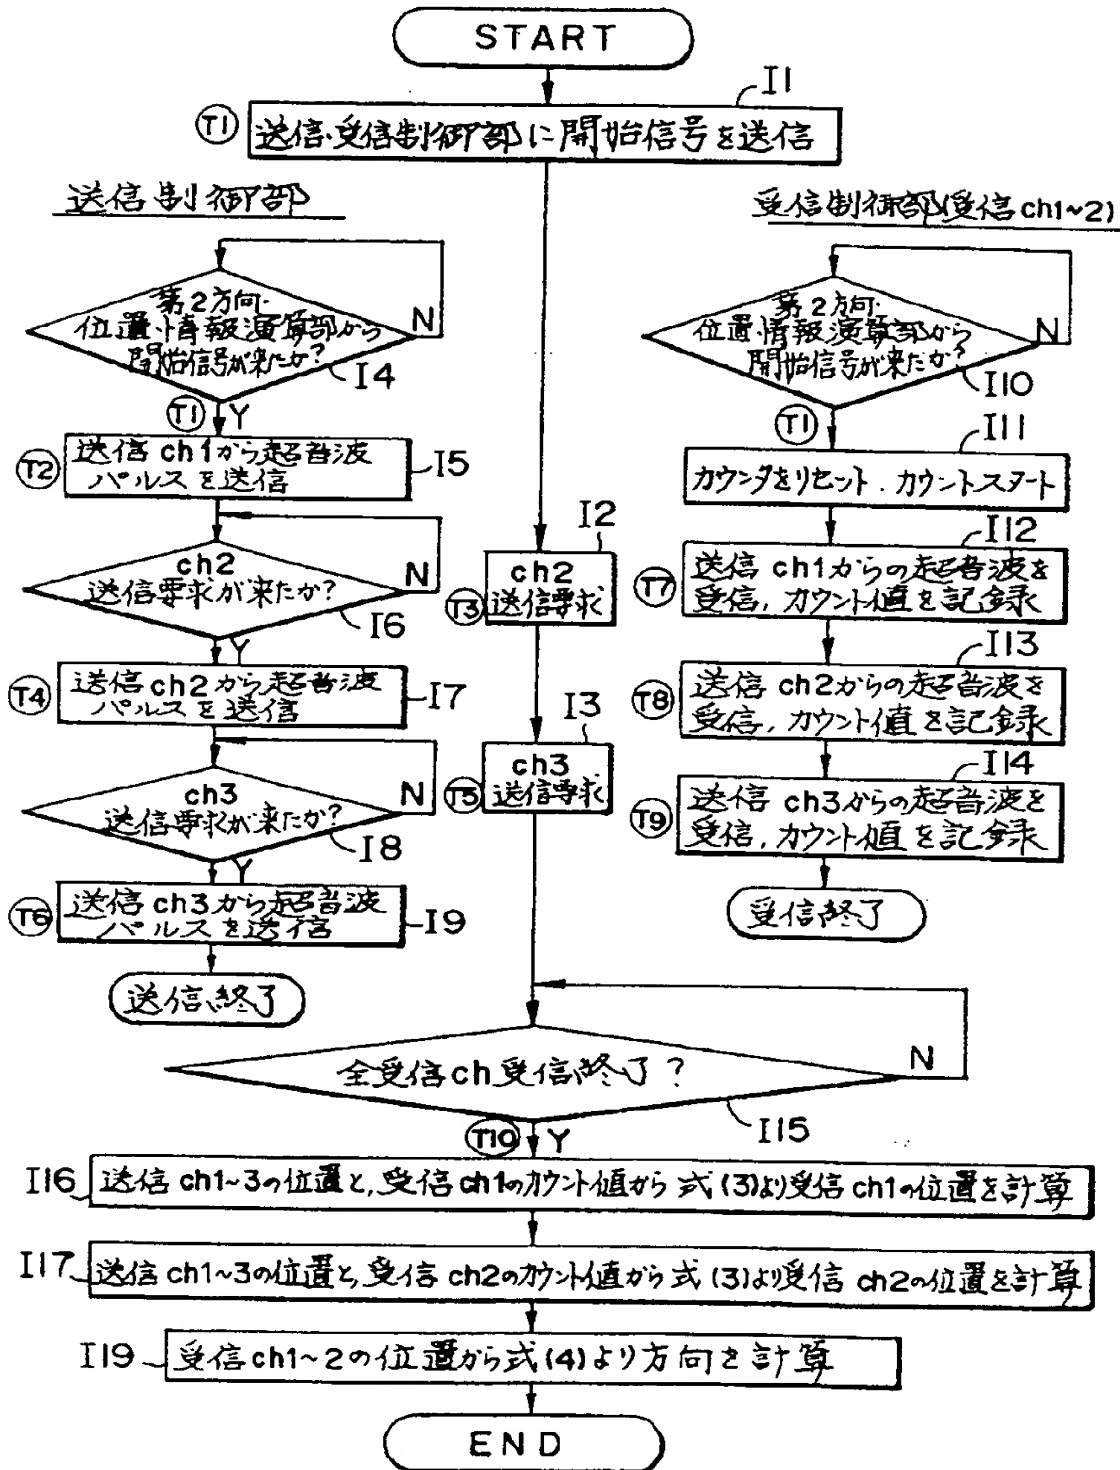 START
I1
T1
送信・受信制御部に開始信号を送信
送信制御部
第2方向・
位置情報演算部から
開始信号が来たか?
N
I4
T1
Y
T2
送信ch1から超音波
パルスを送信
I5
ch2
送信要求が来たか?
N
I6
Y
T4
送信ch2から超音波
パルスを送信
I7
ch3
送信要求が来たか?
N
I8
Y
T6
送信ch3から超音波
パルスを送信
I9
送信終了
I2
ch2
T3
送信要求
I3
ch3
T5
送信要求
受信制御部(受信ch1~2)
第2方向・
位置情報演算部から
開始信号が来たか?
N
I10
T1
I11
カウンタをリセット.カウントスタート
I12
T7
送信ch1からの超音波を
受信,カウント値を記録
I13
T8
送信ch2からの超音波を
受信,カウント値を記録
I14
T9
送信ch3からの超音波を
受信,カウント値を記録
受信終了
全受信ch受信終了?
N
I15
T10
Y
I16
送信ch1~3の位置と,受信ch1のカウント値から式(3)より受信ch1の位置を計算
I17
送信ch1~3の位置と,受信ch2のカウント値から式(3)より受信ch2の位置を計算
I19
受信ch1~2の位置から式(4)より方向を計算
END